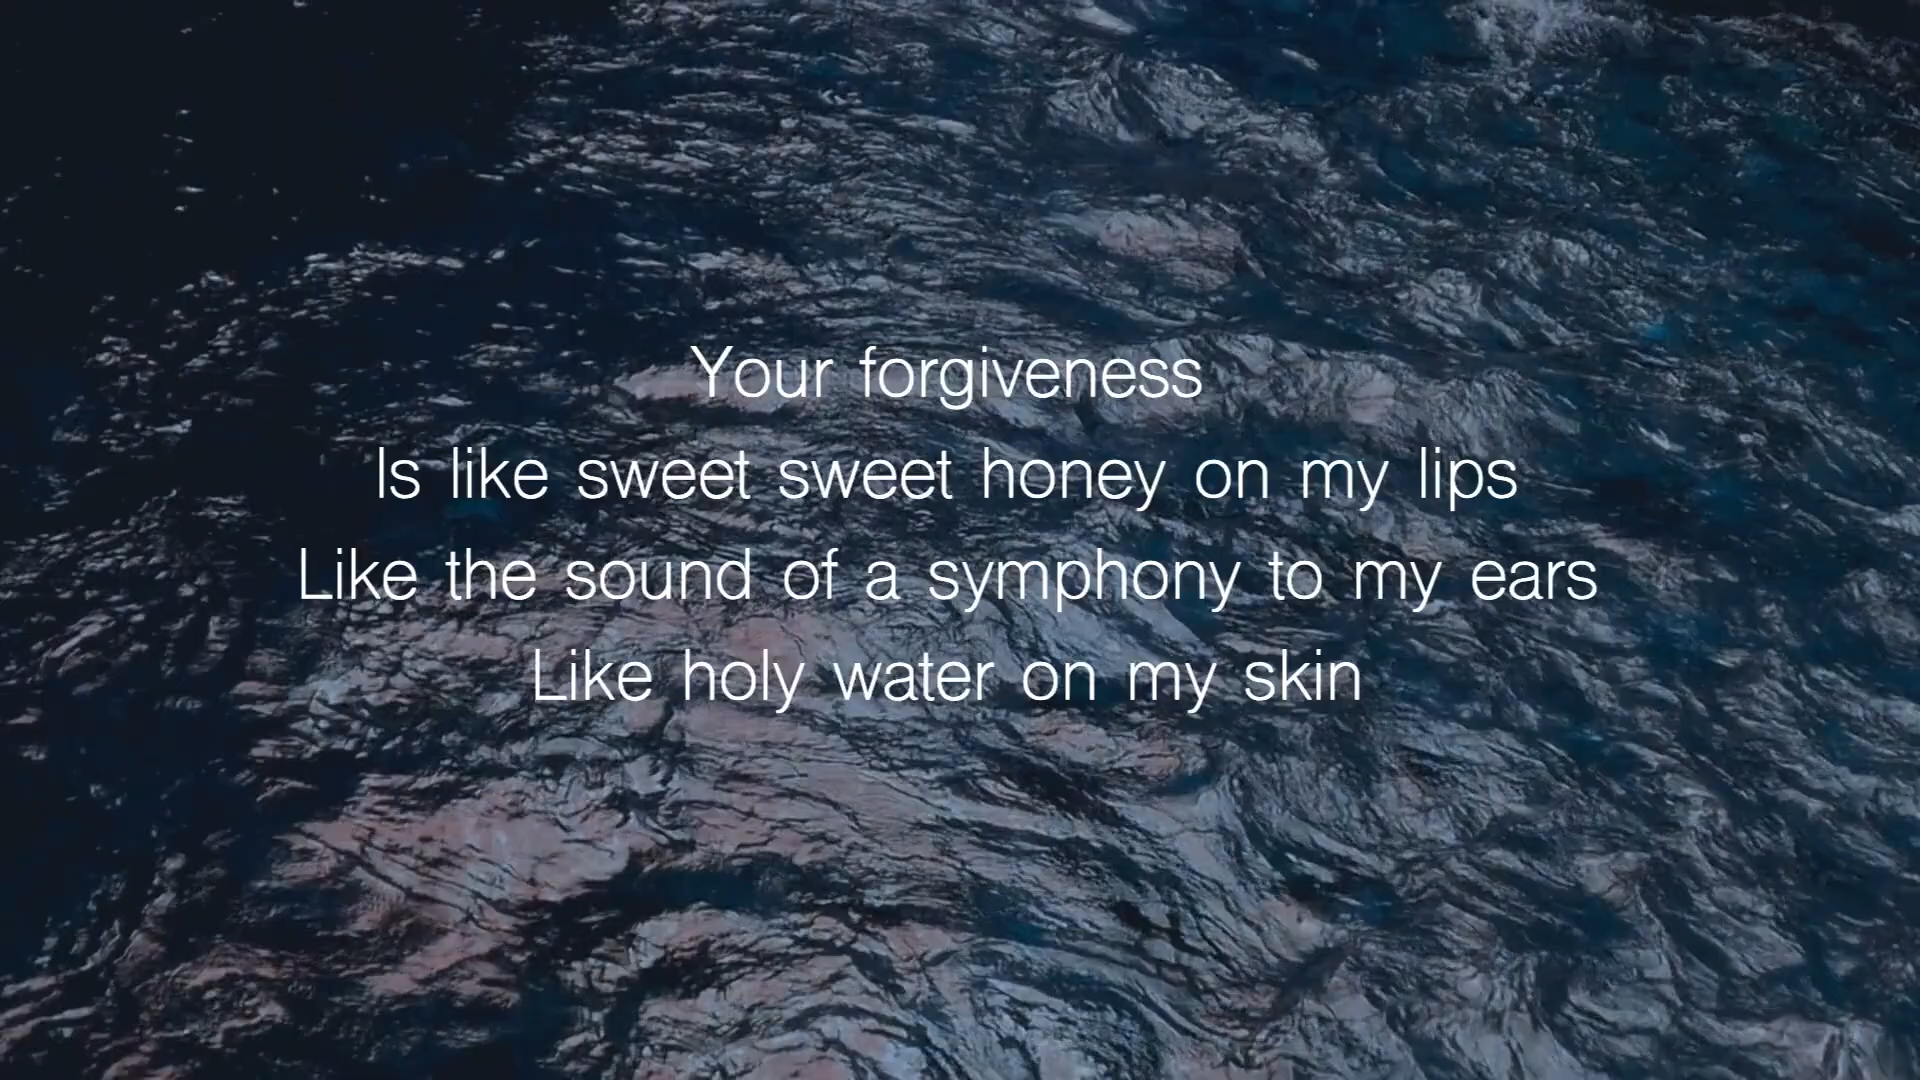 Your forgiveness
Is like sweet sweet honey on my lips
Like the sound of a symphony to my ears
Like holy water on my skin